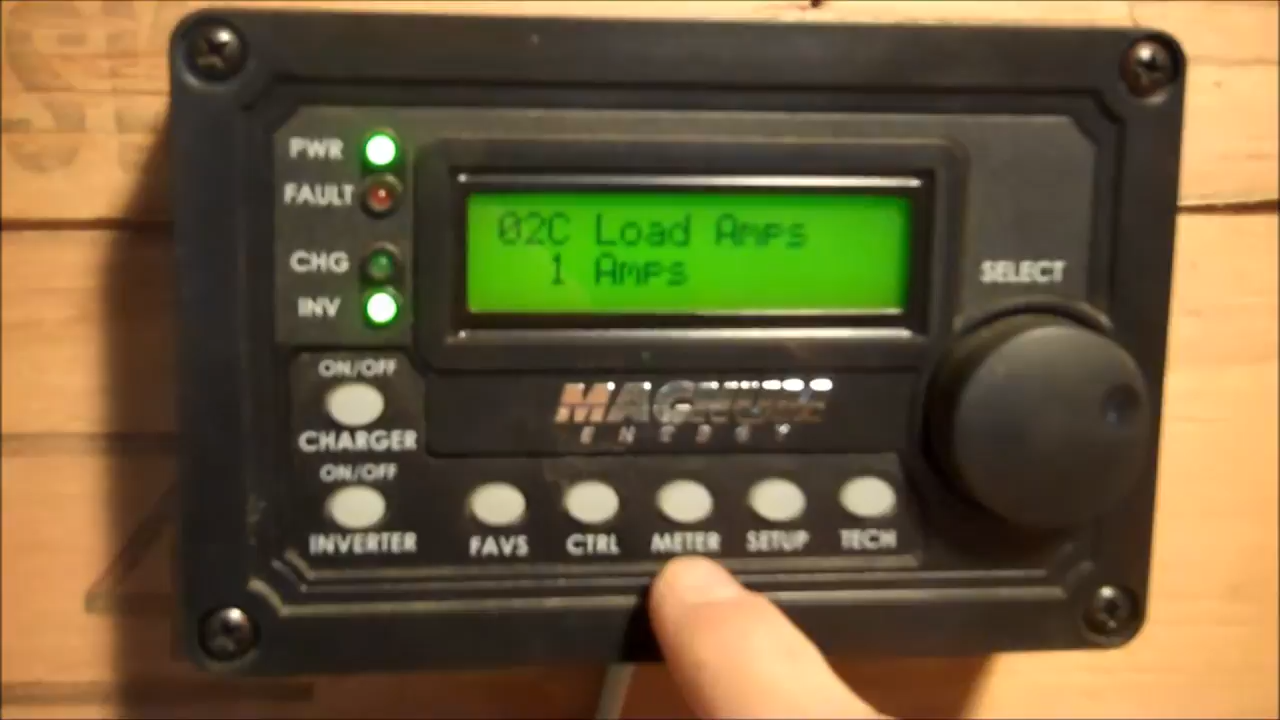 PWR
FAULT
CHG
INV
02C Load Amps
1 Amps
SELECT
ON/OFF
CHARGER
ON/OFF
INVERTER
MAGNUM
ENERGY
FAVS
CTRL
METER
SETUP
TECH